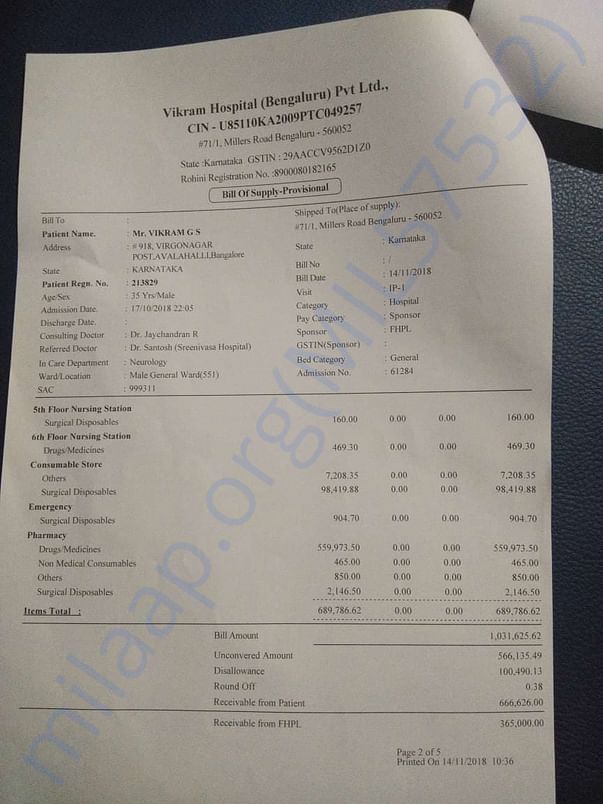 Vikram Hospital (Bengaluru) Pvt Ltd.,
CIN - U85110KA2009PTC049257
#71/1, Millers Road Bengaluru - 560052
State :Karnataka GSTIN : 29AACCV9562D1Z0
Rohini Registration No. :8900080182165
Bill Of Supply-Provisional
Bill To :
Patient Name. : Mr. VIKRAM G S
Address : # 918, VIRGONAGAR
POST,AVALAHALLI,Bangalore
State : KARNATAKA
Patient Regn. No. : 213829
Age/Sex : 35 Yrs/Male
Admission Date. : 17/10/2018 22:05
Discharge Date. :
Consulting Doctor : Dr. Jaychandran R
Referred Doctor : Dr. Santosh (Sreenivasa Hospital)
In Care Department : Neurology
Ward/Location : Male General Ward(551)
SAC : 999311
Shipped To(Place of supply):
#71/1, Millers Road Bengaluru - 560052
State : Karnataka
Bill No : /
Bill Date : 14/11/2018
Visit : IP-1
Category : Hospital
Pay Category : Sponsor
Sponsor : FHPL
GSTIN(Sponsor) :
Bed Category : General
Admission No. : 61284
5th Floor Nursing Station
Surgical Disposables 160.00 0.00 0.00 160.00
6th Floor Nursing Station
Drugs/Medicines 469.30 0.00 0.00 469.30
Consumable Store
Others 7,208.35 0.00 0.00 7,208.35
Surgical Disposables 98,419.88 0.00 0.00 98,419.88
Emergency
Surgical Disposables 904.70 0.00 0.00 904.70
Pharmacy
Drugs/Medicines 559,973.50 0.00 0.00 559,973.50
Non Medical Consumables 465.00 0.00 0.00 465.00
Others 850.00 0.00 0.00 850.00
Surgical Disposables 2,146.50 0.00 0.00 2,146.50
Items Total : 689,786.62 0.00 0.00 689,786.62
Bill Amount 1,031,625.62
Unconvered Amount 566,135.49
Disallowance 100,490.13
Round Off 0.38
Receivable from Patient 666,626.00
Receivable from FHPL 365,000.00
Page 2 of 5
Printed On 14/11/2018 10:36